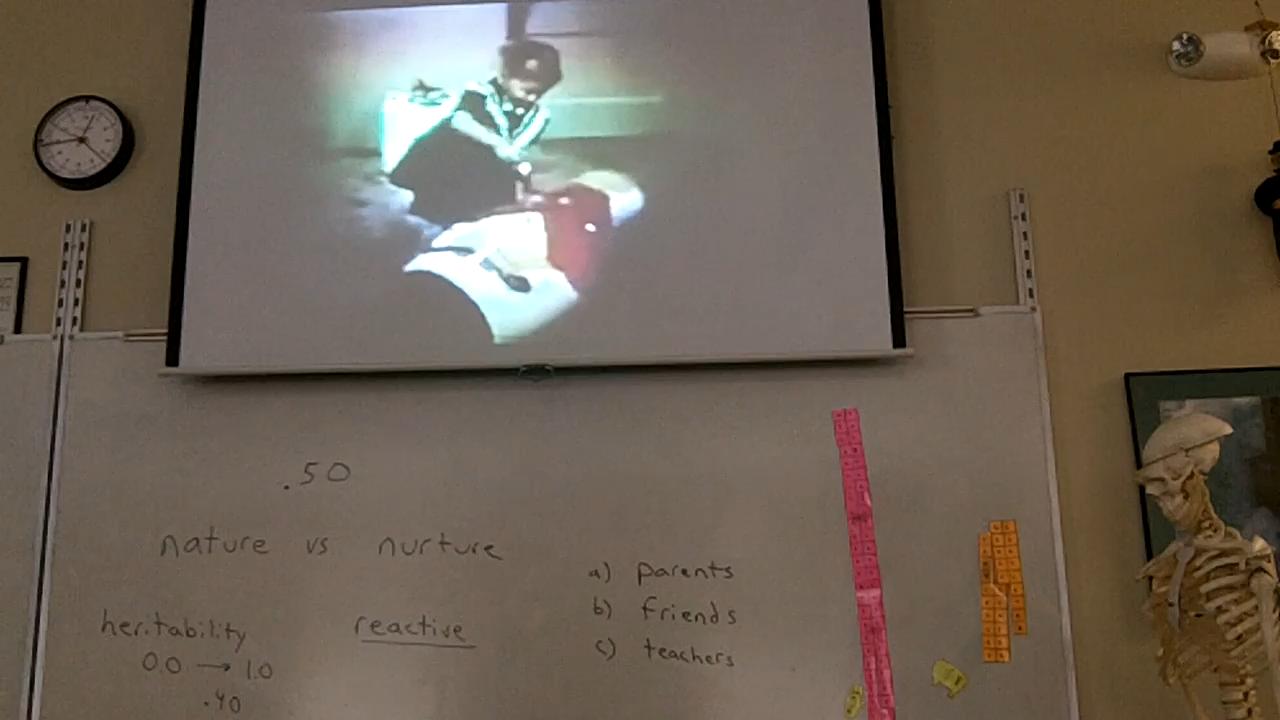 .50
nature vs nurture
heritability
0.0 → 1.0
.40
reactive
a) parents
b) friends
c) teachers